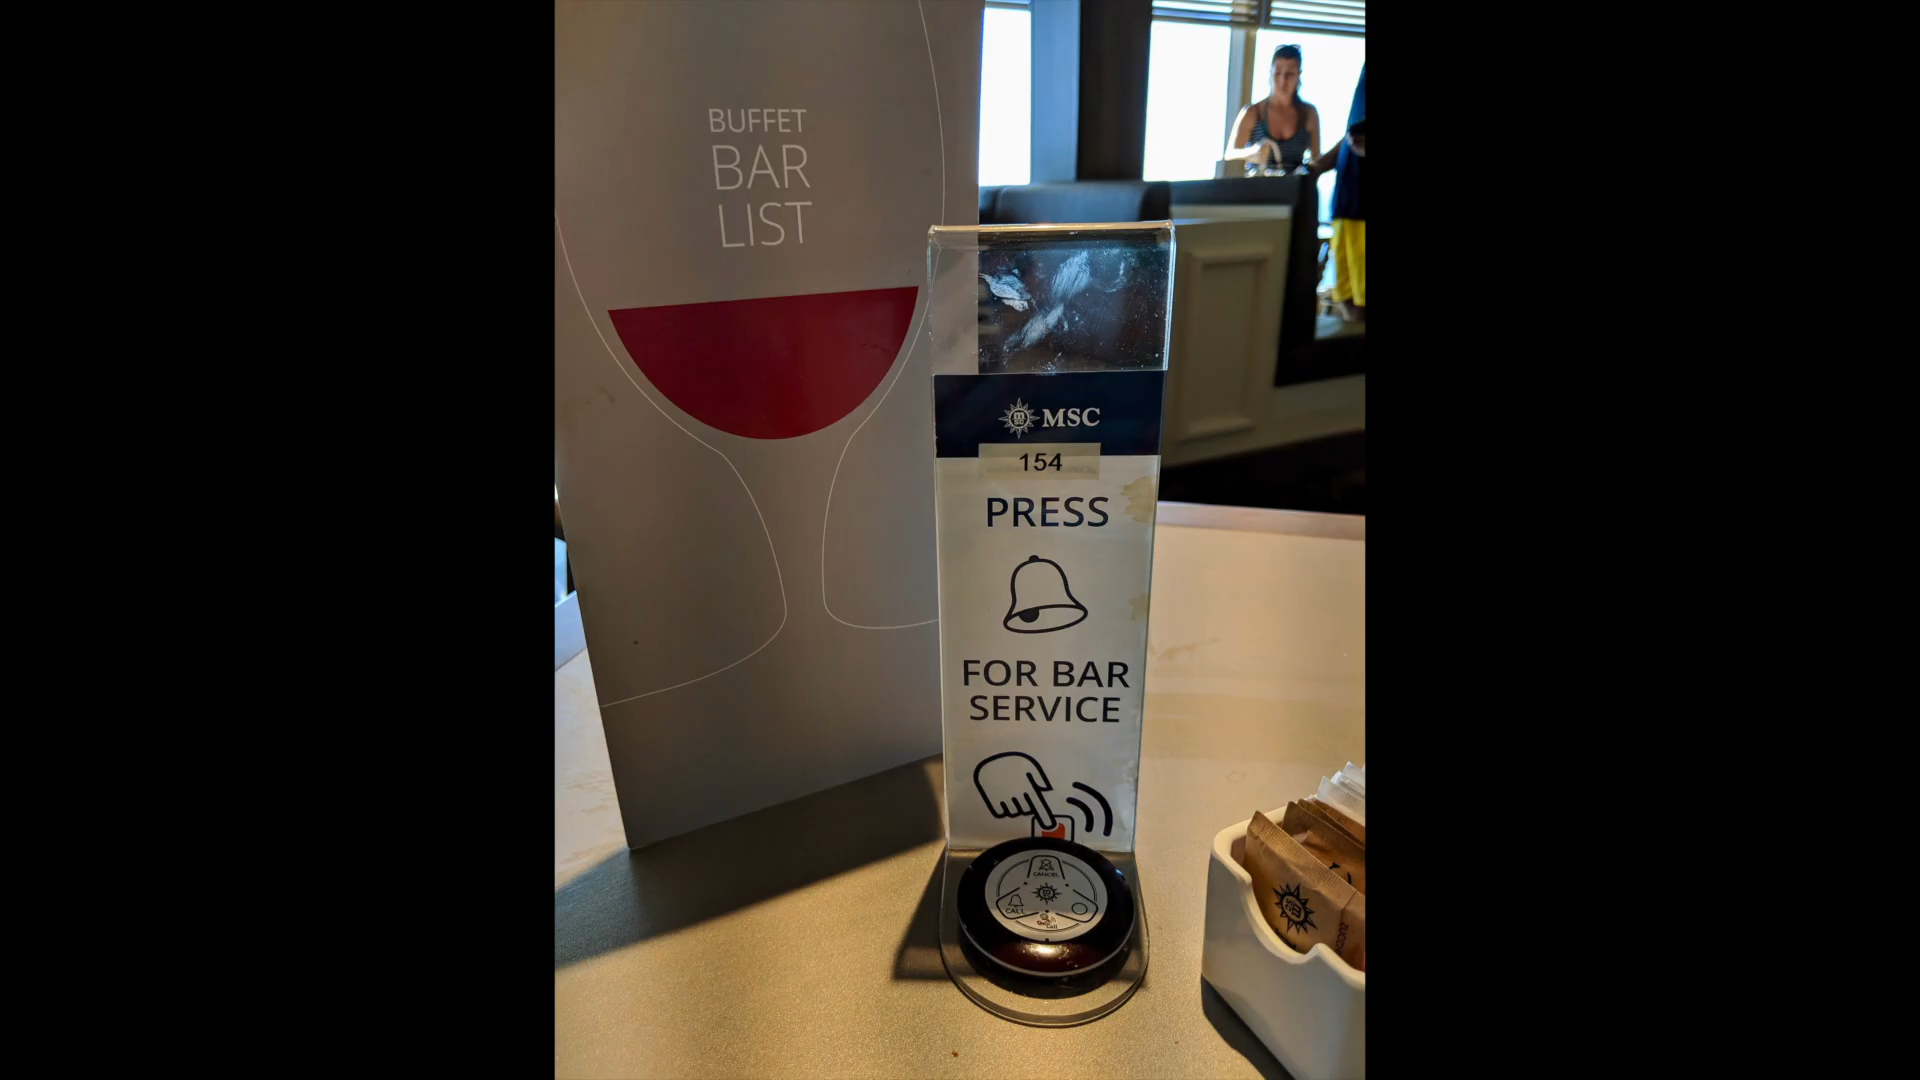 BUFFET
BAR
LIST
MSC
154
PRESS
FOR BAR
SERVICE
CANCEL
CALL